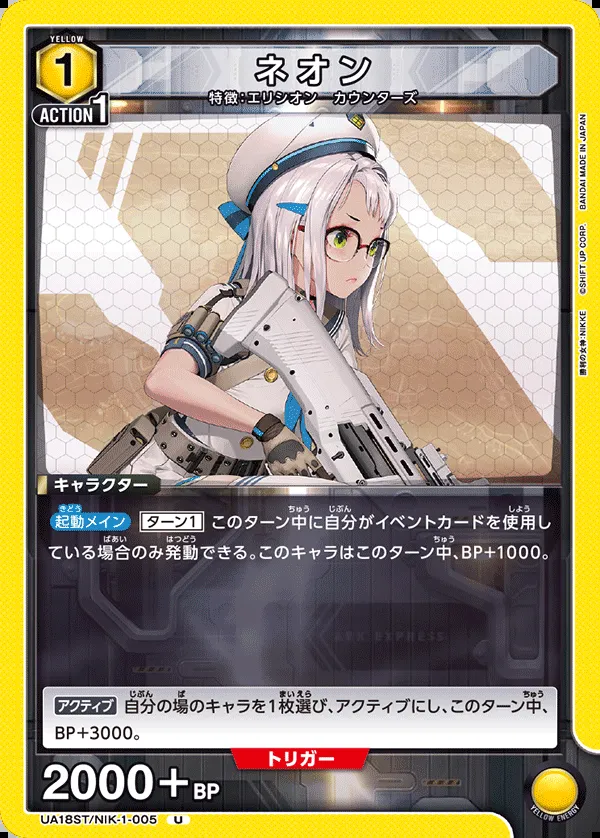 YELLOW
1
ACTION 1
ネオン
特徴:エリシオン カウンターズ
©SHIFT UP CORP. BANDAI MADE IN JAPAN
勝利の女神:NIKKE
キャラクター
起動メイン ターン1 このターン中に自分がイベントカードを使用し
ている場合のみ発動できる。このキャラはこのターン中、BP+1000。
ARK EXPRESS
アクティブ 自分の場のキャラを1枚選び、アクティブにし、このターン中、
BP+3000。
トリガー
2000+BP
YELLOW ENERGY
UA18ST/NIK-1-005 U